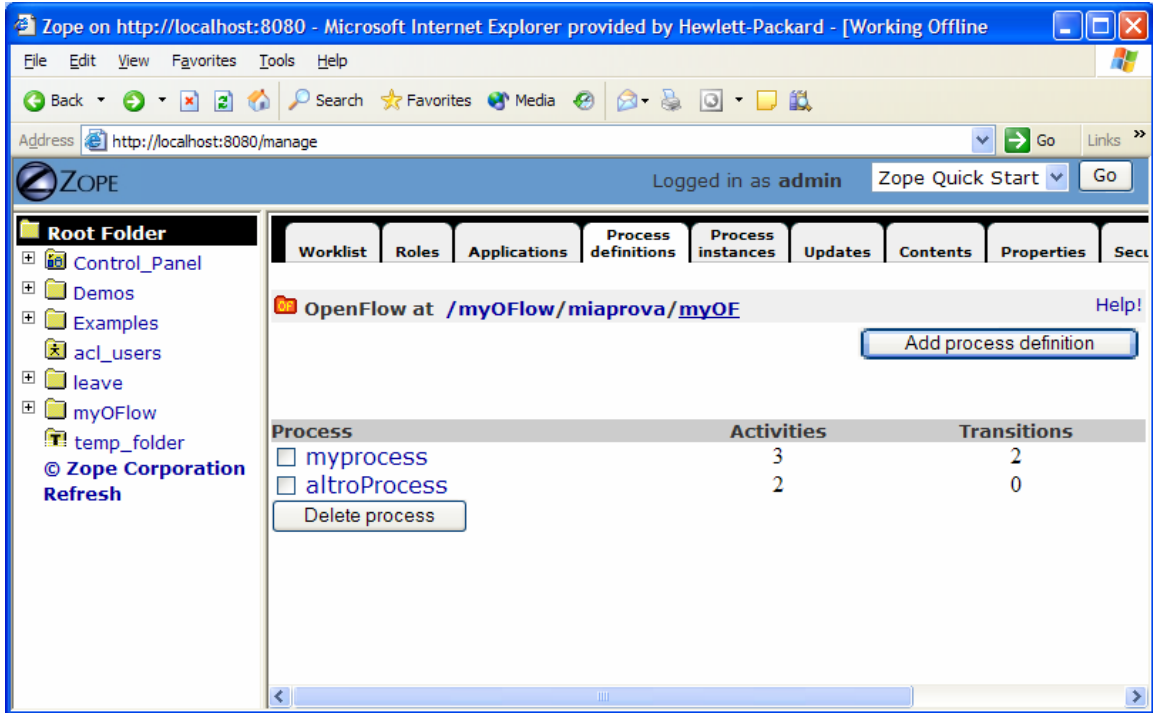 Zope on http://localhost:8080 - Microsoft Internet Explorer provided by Hewlett-Packard - [Working Offline
File Edit View Favorites Tools Help
Back Search Favorites Media
Address http://localhost:8080/manage Go Links »
ZOPE Logged in as admin Zope Quick Start Go
Root Folder
Control_Panel
Demos
Examples
acl_users
leave
myOFlow
temp_folder
© Zope Corporation
Refresh
Worklist Roles Applications Process definitions Process instances Updates Contents Properties Secu
OF OpenFlow at /myOFlow/miaprova/myOF Help!
Add process definition
Process Activities Transitions
myprocess 3 2
altroProcess 2 0
Delete process